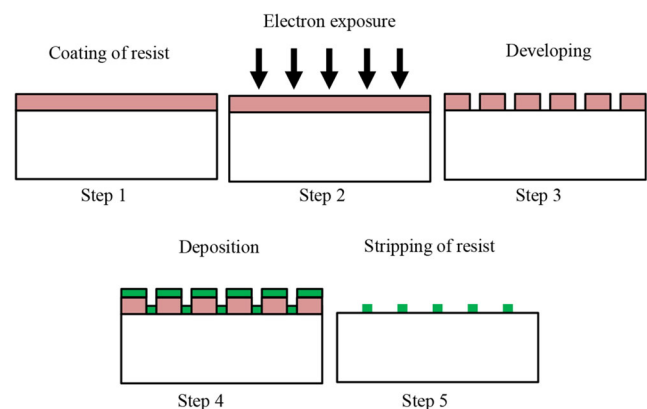 Electron exposure
Coating of resist
Developing
Step 1
Step 2
Step 3
Deposition
Stripping of resist
Step 4
Step 5